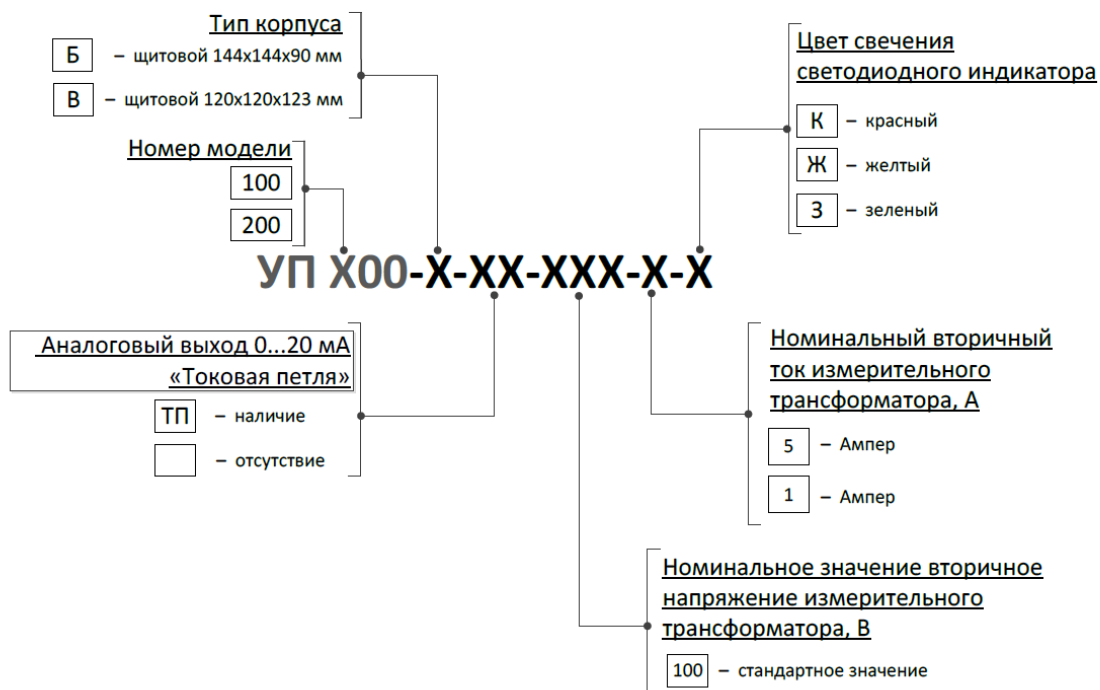 Тип корпуса
Б – щитовой 144х144х90 мм
В – щитовой 120х120х123 мм
Номер модели
100
200
Цвет свечения
светодиодного индикатора
К – красный
Ж – желтый
З – зеленый
УП Х00-Х-ХХ-ХХХ-Х-Х
Аналоговый выход 0...20 мА
«Токовая петля»
ТП – наличие
– отсутствие
Номинальный вторичный
ток измерительного
трансформатора, А
5 – Ампер
1 – Ампер
Номинальное значение вторичное
напряжение измерительного
трансформатора, В
100 – стандартное значение